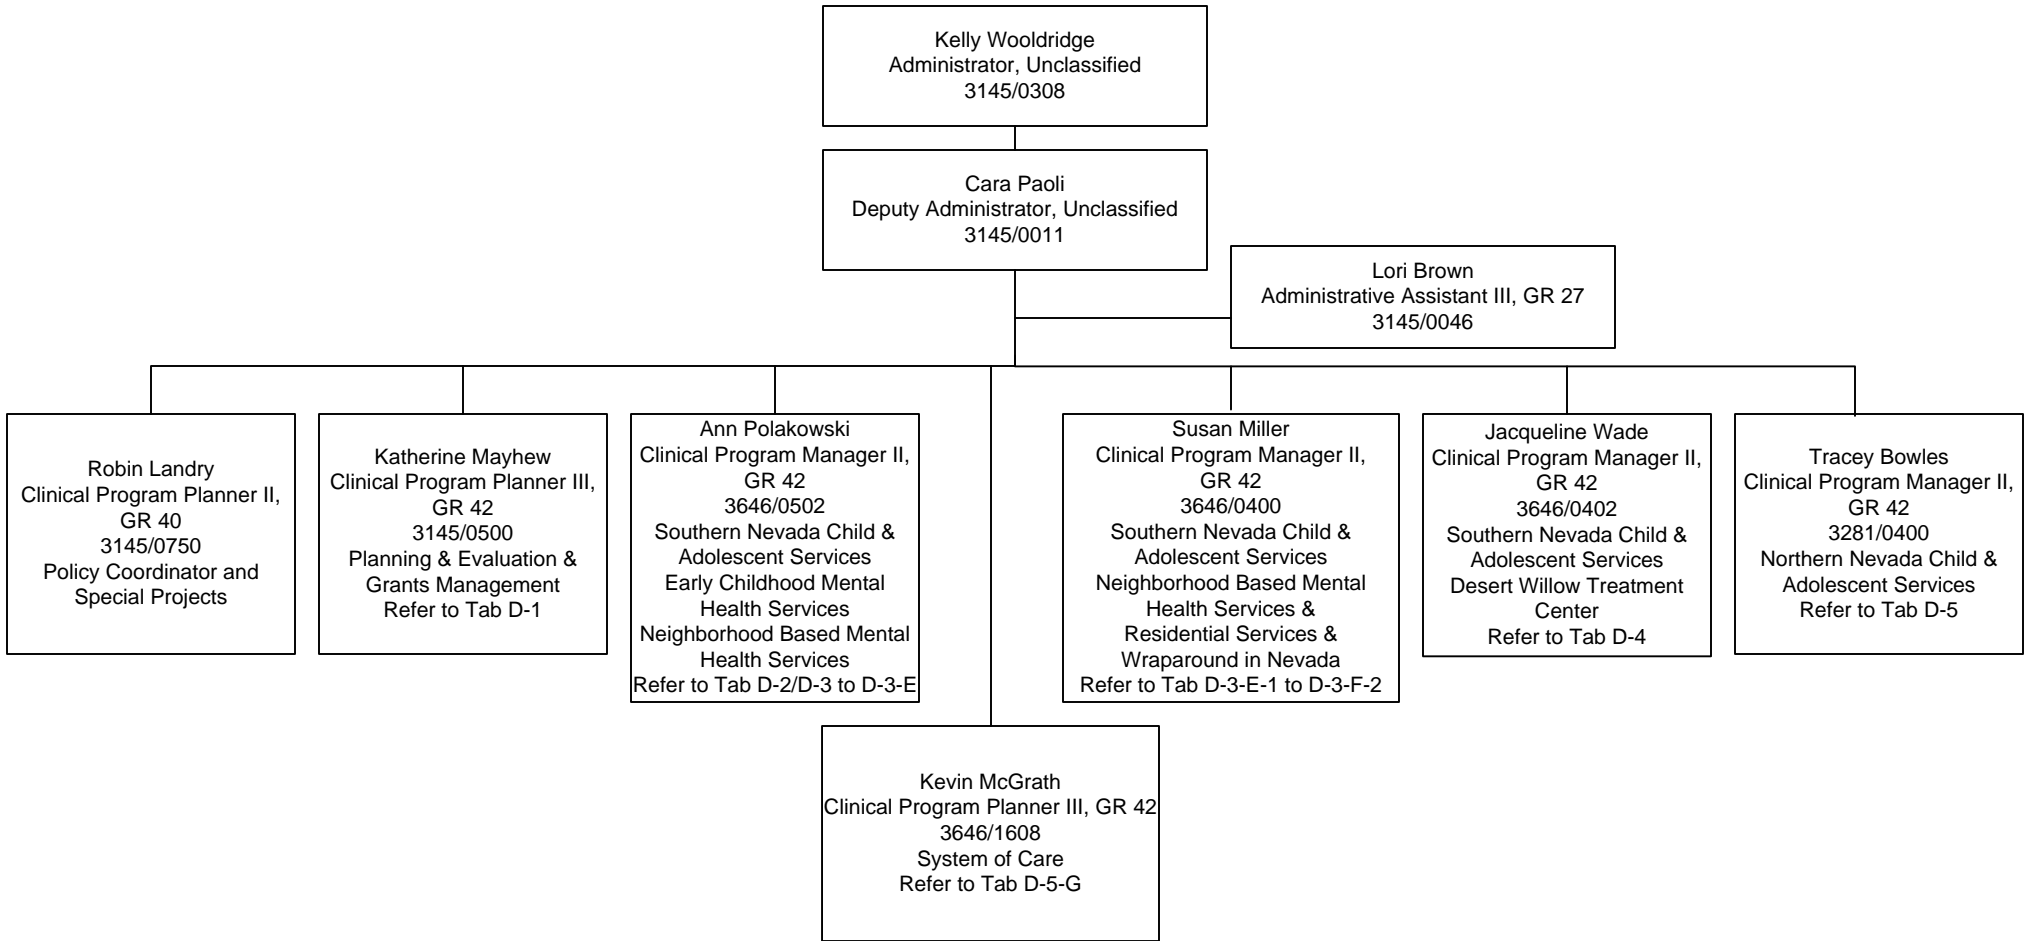 Kelly Wooldridge
Administrator, Unclassified
3145/0308
Cara Paoli
Deputy Administrator, Unclassified
3145/0011
Lori Brown
Administrative Assistant III, GR 27
3145/0046
Robin Landry
Clinical Program Planner II,
GR 40
3145/0750
Policy Coordinator and
Special Projects
Katherine Mayhew
Clinical Program Planner III,
GR 42
3145/0500
Planning & Evaluation &
Grants Management
Refer to Tab D-1
Ann Polakowski
Clinical Program Manager II,
GR 42
3646/0502
Southern Nevada Child &
Adolescent Services
Early Childhood Mental
Health Services
Neighborhood Based Mental
Health Services
Refer to Tab D-2/D-3 to D-3-E
Susan Miller
Clinical Program Manager II,
GR 42
3646/0400
Southern Nevada Child &
Adolescent Services
Neighborhood Based Mental
Health Services &
Residential Services &
Wraparound in Nevada
Refer to Tab D-3-E-1 to D-3-F-2
Jacqueline Wade
Clinical Program Manager II,
GR 42
3646/0402
Southern Nevada Child &
Adolescent Services
Desert Willow Treatment
Center
Refer to Tab D-4
Tracey Bowles
Clinical Program Manager II,
GR 42
3281/0400
Northern Nevada Child &
Adolescent Services
Refer to Tab D-5
Kevin McGrath
Clinical Program Planner III, GR 42
3646/1608
System of Care
Refer to Tab D-5-G